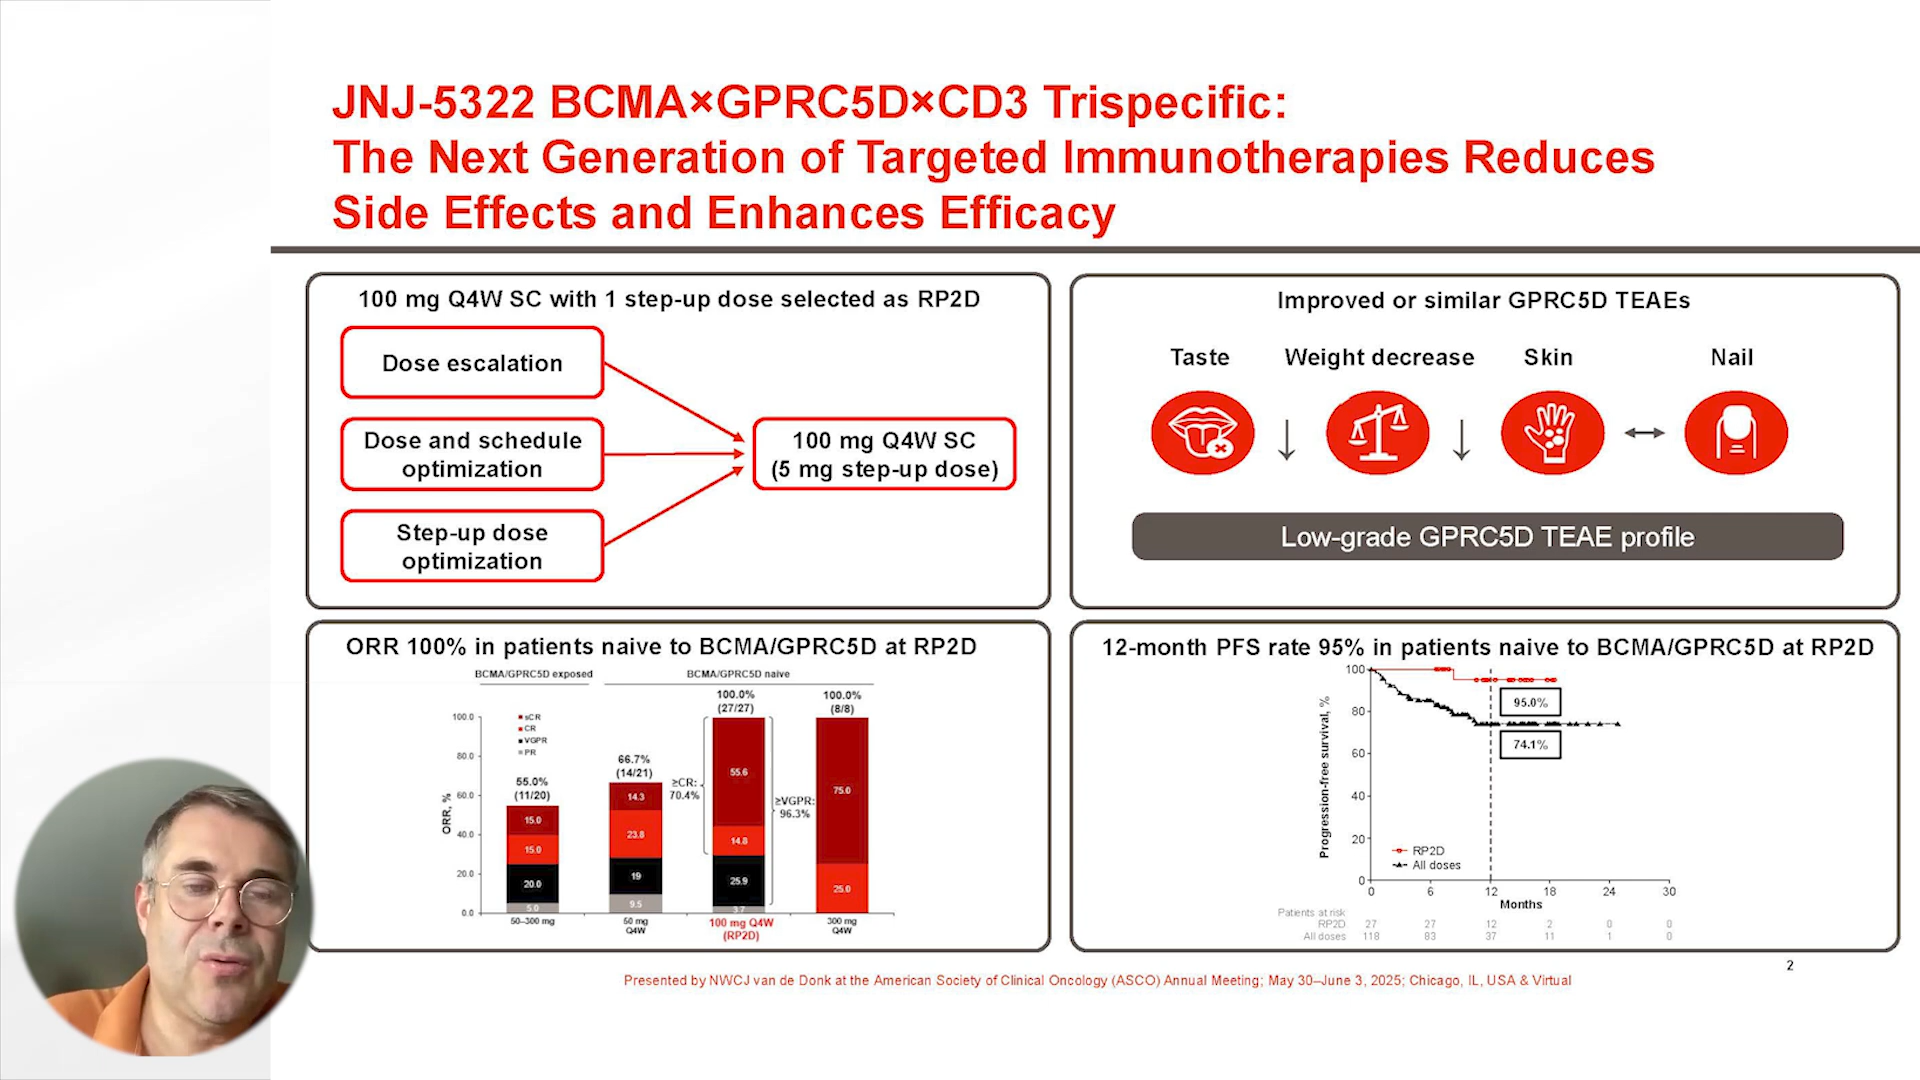 JNJ-5322 BCMA×GPRC5D×CD3 Trispecific:
The Next Generation of Targeted Immunotherapies Reduces
Side Effects and Enhances Efficacy
100 mg Q4W SC with 1 step-up dose selected as RP2D
Dose escalation
Dose and schedule
optimization
Step-up dose
optimization
100 mg Q4W SC
(5 mg step-up dose)
Improved or similar GPRC5D TEAEs
Taste
Weight decrease
Skin
Nail
Low-grade GPRC5D TEAE profile
ORR 100% in patients naive to BCMA/GPRC5D at RP2D
BCMA/GPRC5D exposed
BCMA/GPRC5D naive
ORR, %
100.0
80.0
60.0
40.0
20.0
0.0
sCR
CR
VGPR
PR
55.0%
(11/20)
15.0
15.0
20.0
5.0
50–300 mg
66.7%
(14/21)
14.3
23.8
19
9.5
50 mg
Q4W
≥CR:
70.4%
100.0%
(27/27)
55.6
14.8
25.9
3.7
100 mg Q4W
(RP2D)
≥VGPR:
96.3%
100.0%
(8/8)
75.0
25.0
300 mg
Q4W
12-month PFS rate 95% in patients naive to BCMA/GPRC5D at RP2D
Progression-free survival, %
100
80
60
40
20
0
95.0%
74.1%
RP2D
All doses
0 6 12 18 24 30
Months
Patients at risk
RP2D 27 27 12 2 0 0
All doses 118 83 37 11 1 0
2
Presented by NWCJ van de Donk at the American Society of Clinical Oncology (ASCO) Annual Meeting; May 30–June 3, 2025; Chicago, IL, USA & Virtual